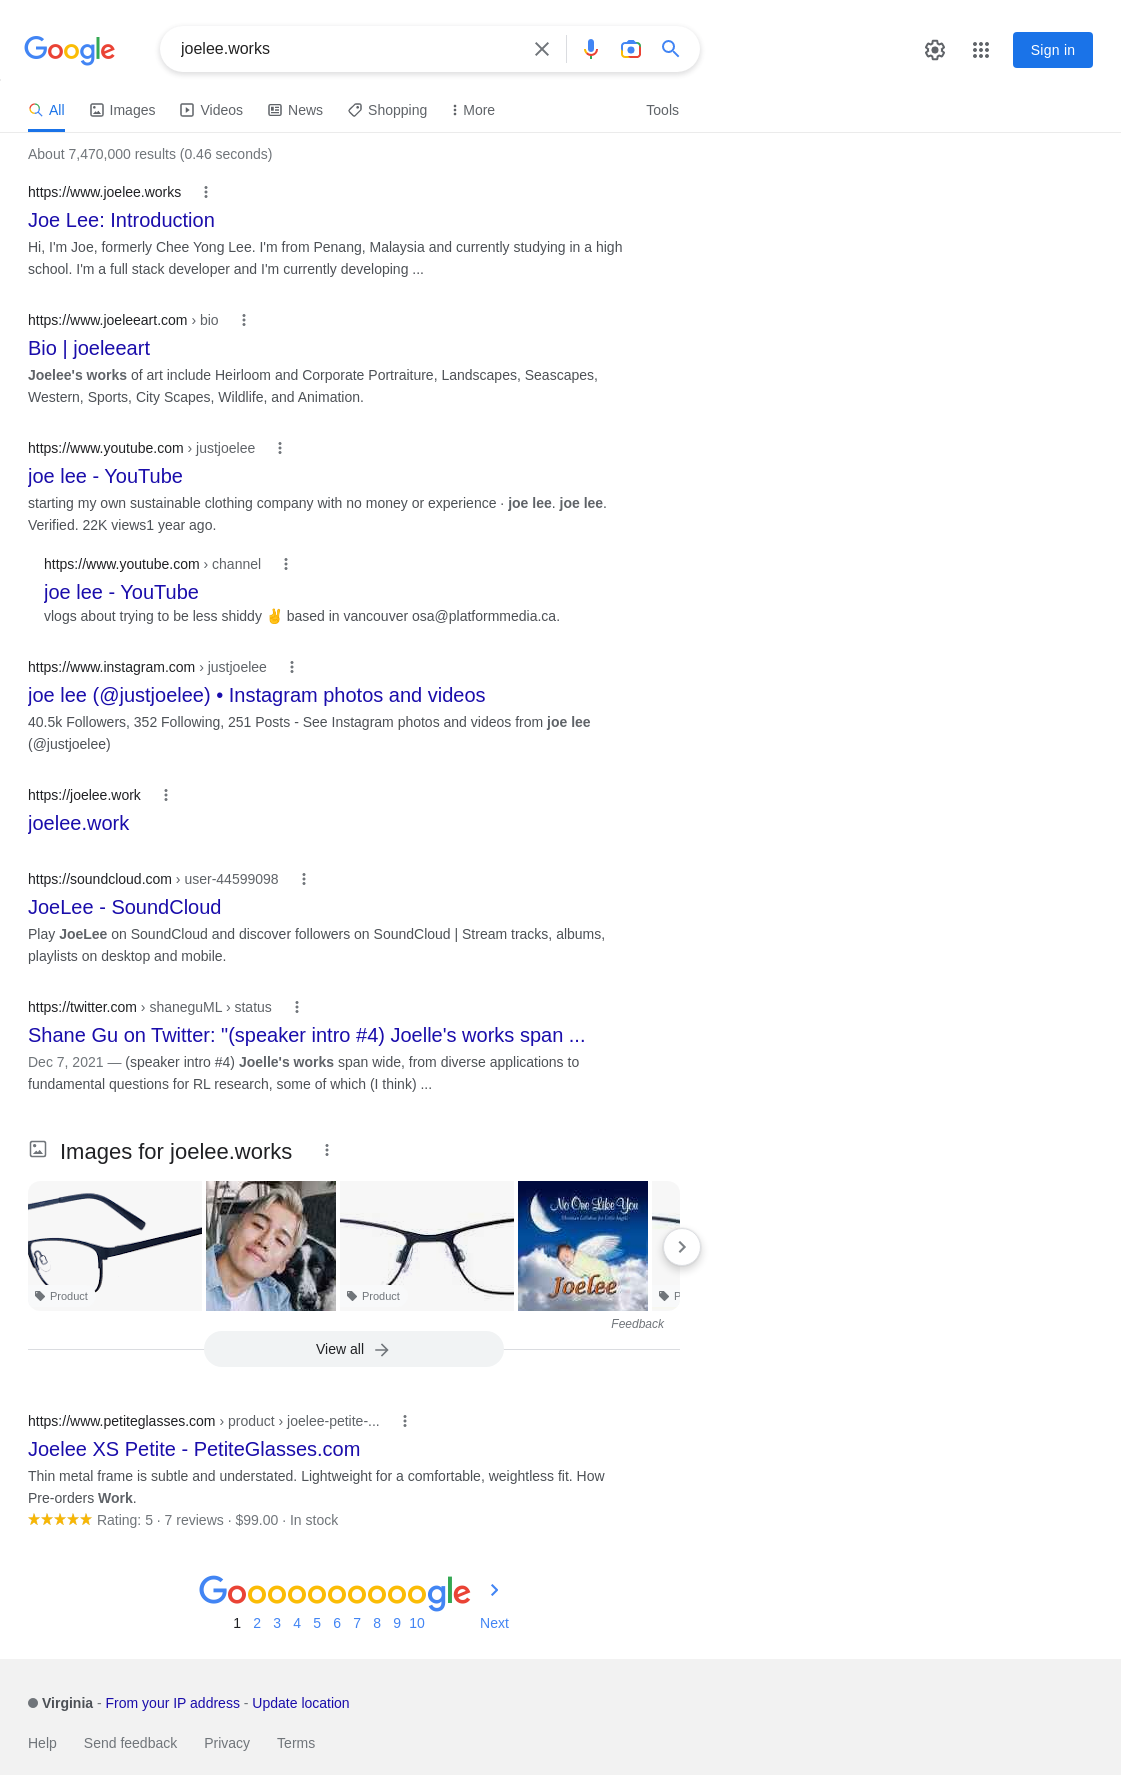 Google
joelee.works
Sign in
All
Images
Videos
News
Shopping
More
Tools
About 7,470,000 results (0.46 seconds)
https://www.joelee.works
Joe Lee: Introduction
Hi, I'm Joe, formerly Chee Yong Lee. I'm from Penang, Malaysia and currently studying in a high
school. I'm a full stack developer and I'm currently developing ...
https://www.joeleeart.com › bio
Bio | joeleeart
Joelee's works of art include Heirloom and Corporate Portraiture, Landscapes, Seascapes,
Western, Sports, City Scapes, Wildlife, and Animation.
https://www.youtube.com › justjoelee
joe lee - YouTube
starting my own sustainable clothing company with no money or experience · joe lee. joe lee.
Verified. 22K views1 year ago.
https://www.youtube.com › channel
joe lee - YouTube
vlogs about trying to be less shiddy ✌ based in vancouver osa@platformmedia.ca.
https://www.instagram.com › justjoelee
joe lee (@justjoelee) • Instagram photos and videos
40.5k Followers, 352 Following, 251 Posts - See Instagram photos and videos from joe lee
(@justjoelee)
https://joelee.work
joelee.work
https://soundcloud.com › user-44599098
JoeLee - SoundCloud
Play JoeLee on SoundCloud and discover followers on SoundCloud | Stream tracks, albums,
playlists on desktop and mobile.
https://twitter.com › shaneguML › status
Shane Gu on Twitter: "(speaker intro #4) Joelle's works span ...
Dec 7, 2021 — (speaker intro #4) Joelle's works span wide, from diverse applications to
fundamental questions for RL research, some of which (I think) ...
Images for joelee.works
No One Like You
Joelee
Product
Product
P
Feedback
View all
https://www.petiteglasses.com › product › joelee-petite-...
Joelee XS Petite - PetiteGlasses.com
Thin metal frame is subtle and understated. Lightweight for a comfortable, weightless fit. How
Pre-orders Work.
Rating: 5 · 7 reviews · $99.00 · In stock
Goooooooooogle
1 2 3 4 5 6 7 8 9 10 Next
Virginia - From your IP address - Update location
Help Send feedback Privacy Terms